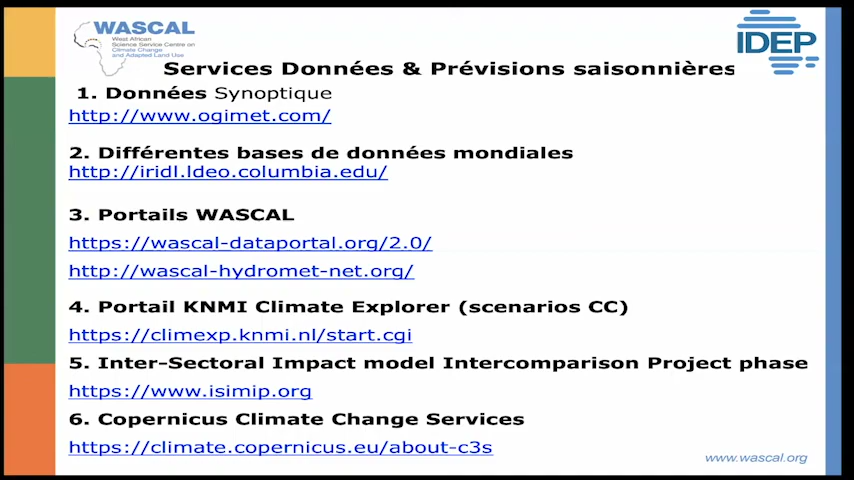 WASCAL
West African
Science Service Centre on
Climate Change
and Adapted Land Use
IDEP
Services Données & Prévisions saisonnières
1. Données Synoptique
http://www.ogimet.com/
2. Différentes bases de données mondiales
http://iridl.ldeo.columbia.edu/
3. Portails WASCAL
https://wascal-dataportal.org/2.0/
http://wascal-hydromet-net.org/
4. Portail KNMI Climate Explorer (scenarios CC)
https://climexp.knmi.nl/start.cgi
5. Inter-Sectoral Impact model Intercomparison Project phase
https://www.isimip.org
6. Copernicus Climate Change Services
https://climate.copernicus.eu/about-c3s
www.wascal.org